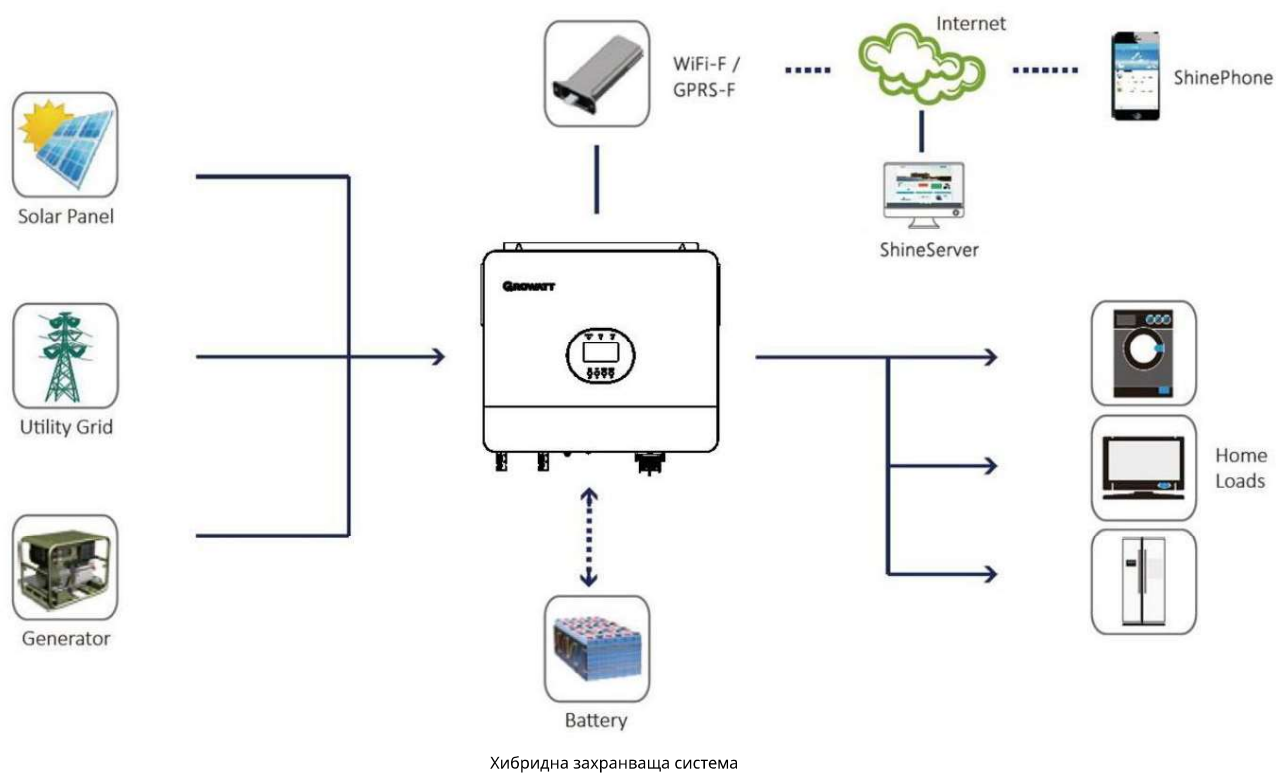 Internet
WiFi-F /
GPRS-F
ShinePhone
Solar Panel
ShineServer
GROWATT
Utility Grid
Home
Loads
Generator
Battery
Хибридна захранваща система